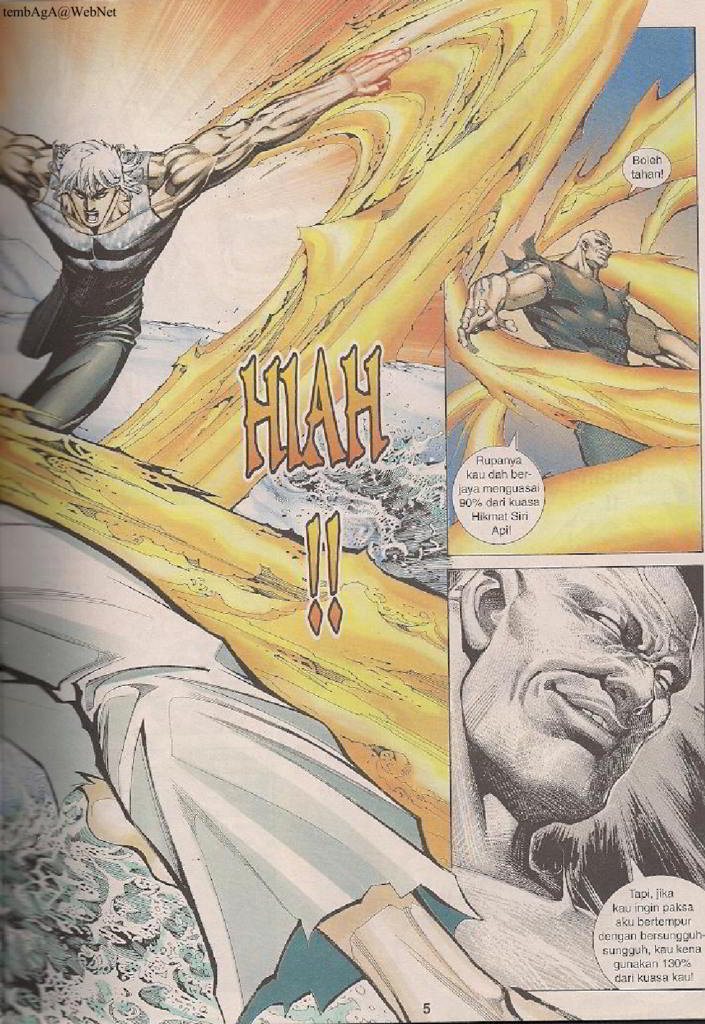 tembAgA@WebNet
Boleh
tahan!
HIAH
!!
Rupanya
kau dah ber-
jaya menguasai
90% dari kuasa
Hikmat Siri
Api!
Tapi, jika
kau ingin paksa
aku bertempur
dengan bersungguh-
sungguh, kau kena
gunakan 130%
dari kuasa kau!
5